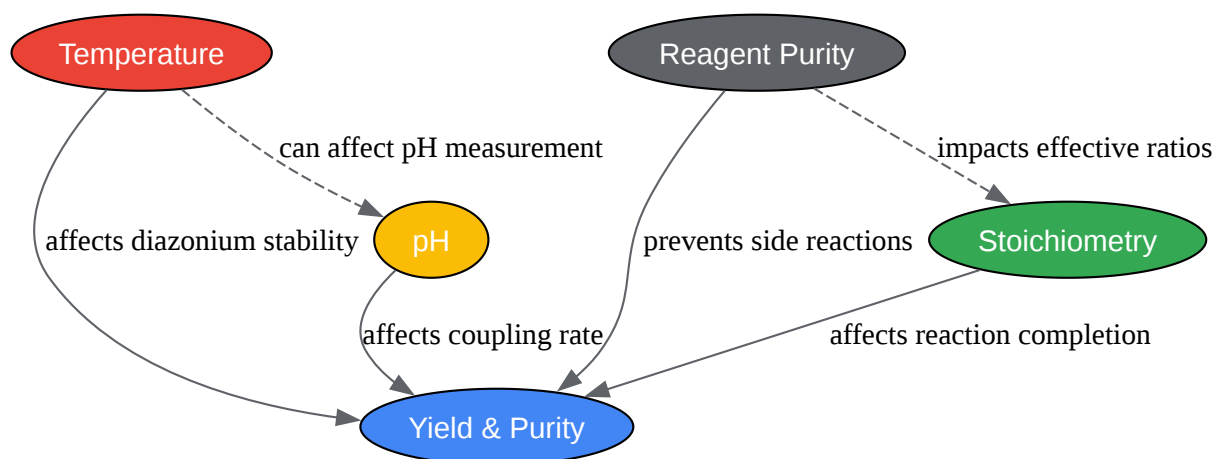 Temperature
Reagent Purity
can affect pH measurement
impacts effective ratios
affects diazonium stability
pH
prevents side reactions
Stoichiometry
affects coupling rate
affects reaction completion
Yield & Purity